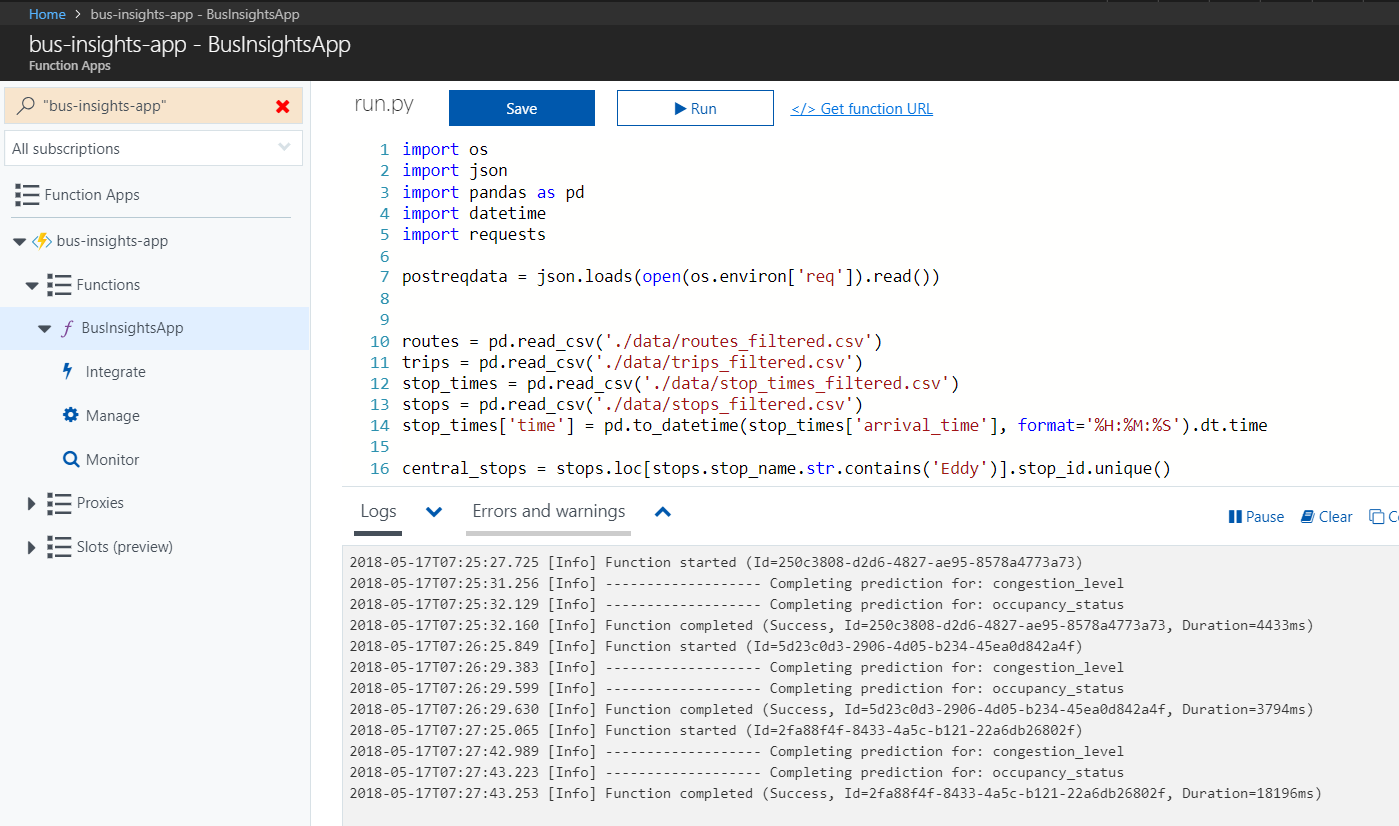 Home > bus-insights-app - BusInsightsApp
bus-insights-app - BusInsightsApp
Function Apps
"bus-insights-app"
All subscriptions
Function Apps
bus-insights-app
Functions
BusInsightsApp
Integrate
Manage
Monitor
Proxies
Slots (preview)
run.py
Save
Run
</> Get function URL
1 import os
2 import json
3 import pandas as pd
4 import datetime
5 import requests
6
7 postreqdata = json.loads(open(os.environ['req']).read())
8
9
10 routes = pd.read_csv('./data/routes_filtered.csv')
11 trips = pd.read_csv('./data/trips_filtered.csv')
12 stop_times = pd.read_csv('./data/stop_times_filtered.csv')
13 stops = pd.read_csv('./data/stops_filtered.csv')
14 stop_times['time'] = pd.to_datetime(stop_times['arrival_time'], format='%H:%M:%S').dt.time
15
16 central_stops = stops.loc[stops.stop_name.str.contains('Eddy')].stop_id.unique()
Logs
Errors and warnings
Pause
Clear
2018-05-17T07:25:27.725 [Info] Function started (Id=250c3808-d2d6-4827-ae95-8578a4773a73)
2018-05-17T07:25:31.256 [Info] ------------------- Completing prediction for: congestion_level
2018-05-17T07:25:32.129 [Info] ------------------- Completing prediction for: occupancy_status
2018-05-17T07:25:32.160 [Info] Function completed (Success, Id=250c3808-d2d6-4827-ae95-8578a4773a73, Duration=4433ms)
2018-05-17T07:26:25.849 [Info] Function started (Id=5d23c0d3-2906-4d05-b234-45ea0d842a4f)
2018-05-17T07:26:29.383 [Info] ------------------- Completing prediction for: congestion_level
2018-05-17T07:26:29.599 [Info] ------------------- Completing prediction for: occupancy_status
2018-05-17T07:26:29.630 [Info] Function completed (Success, Id=5d23c0d3-2906-4d05-b234-45ea0d842a4f, Duration=3794ms)
2018-05-17T07:27:25.065 [Info] Function started (Id=2fa88f4f-8433-4a5c-b121-22a6db26802f)
2018-05-17T07:27:42.989 [Info] ------------------- Completing prediction for: congestion_level
2018-05-17T07:27:43.223 [Info] ------------------- Completing prediction for: occupancy_status
2018-05-17T07:27:43.253 [Info] Function completed (Success, Id=2fa88f4f-8433-4a5c-b121-22a6db26802f, Duration=18196ms)